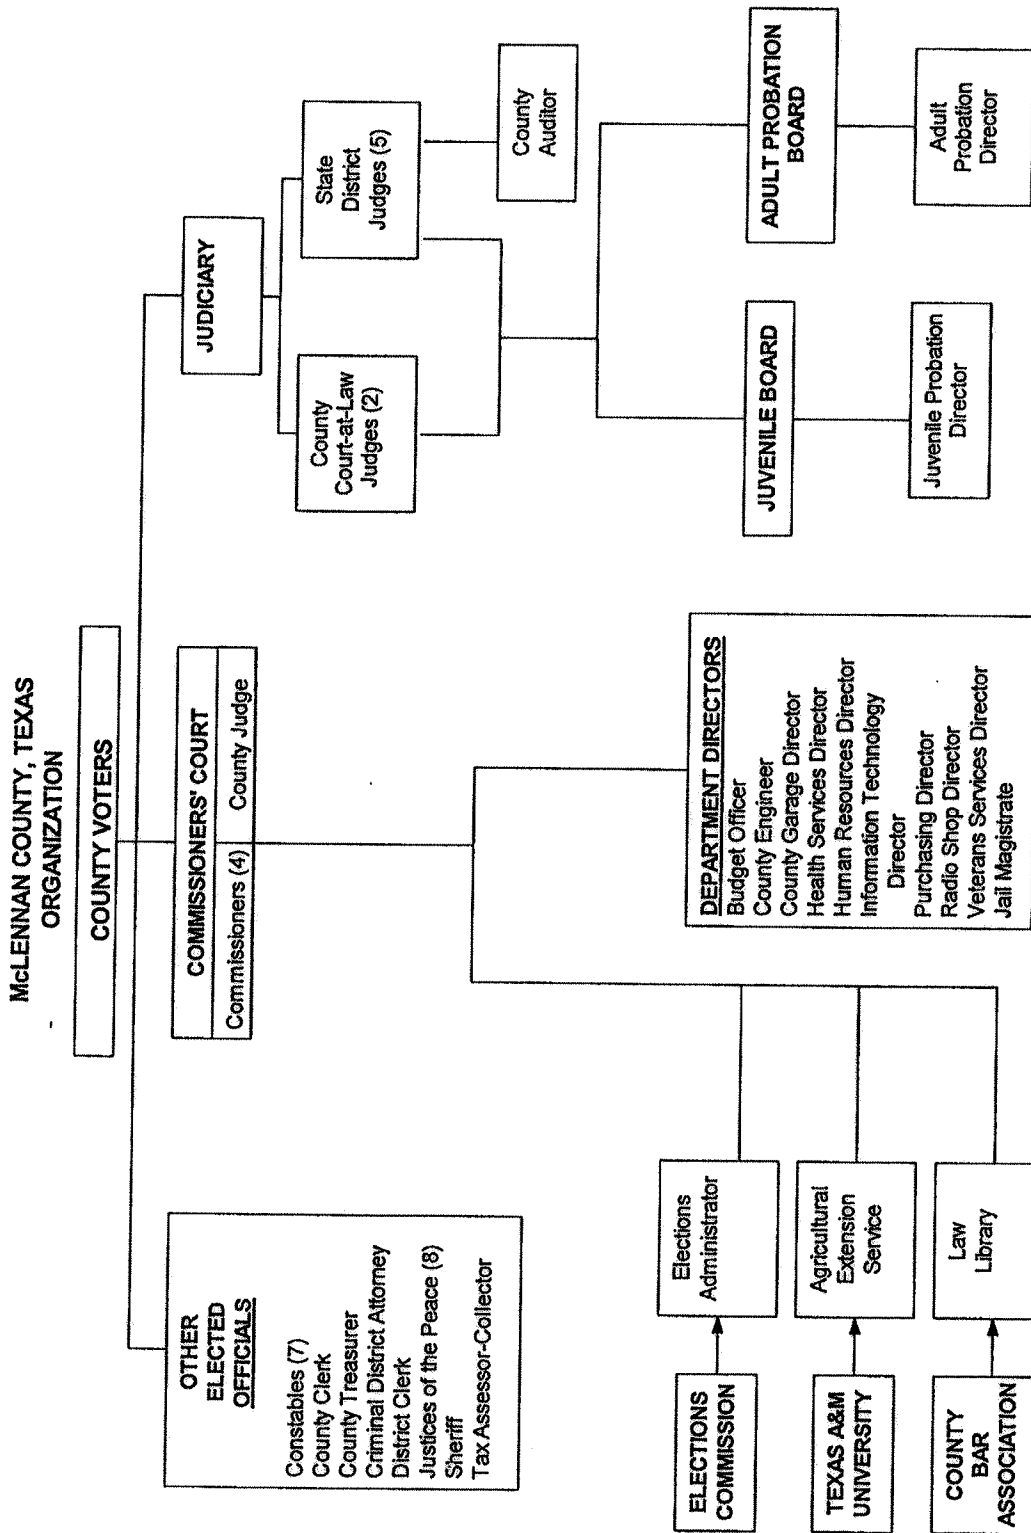 McLENNAN COUNTY, TEXAS
ORGANIZATION
COUNTY VOTERS
OTHER
ELECTED
OFFICIALS
Constables (7)
County Clerk
County Treasurer
Criminal District Attorney
District Clerk
Justices of the Peace (8)
Sheriff
Tax Assessor-Collector
COMMISSIONERS' COURT
Commissioners (4)
County Judge
JUDICIARY
County
Court-at-Law
Judges (2)
State
District
Judges (5)
County
Auditor
ELECTIONS
COMMISSION
Elections
Administrator
TEXAS A&M
UNIVERSITY
Agricultural
Extension
Service
COUNTY
BAR
ASSOCIATION
Law
Library
DEPARTMENT DIRECTORS
Budget Officer
County Engineer
County Garage Director
Health Services Director
Human Resources Director
Information Technology
Director
Purchasing Director
Radio Shop Director
Veterans Services Director
Jail Magistrate
JUVENILE BOARD
Juvenile Probation
Director
ADULT PROBATION
BOARD
Adult
Probation
Director